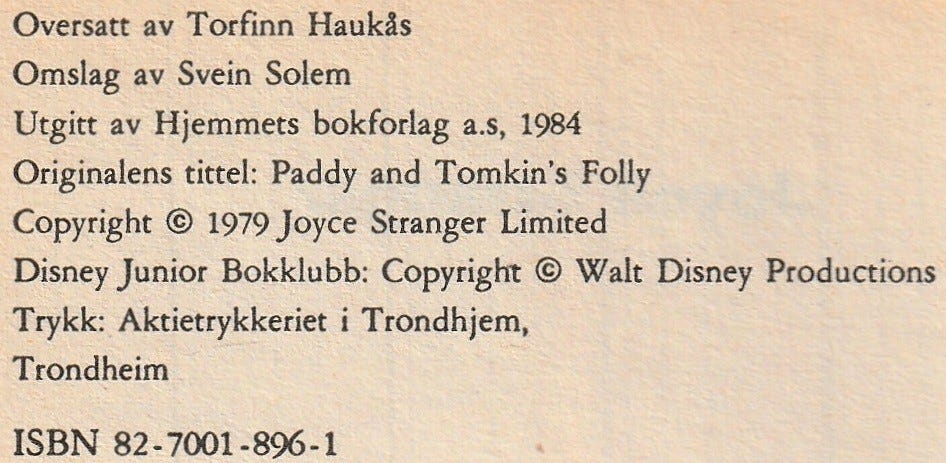 Oversatt av Torfinn Haukås
Omslag av Svein Solem
Utgitt av Hjemmets bokforlag a.s, 1984
Originalens tittel: Paddy and Tomkin's Folly
Copyright © 1979 Joyce Stranger Limited
Disney Junior Bokklubb: Copyright © Walt Disney Productions
Trykk: Aktietrykkeriet i Trondhjem,
Trondheim
ISBN 82-7001-896-1